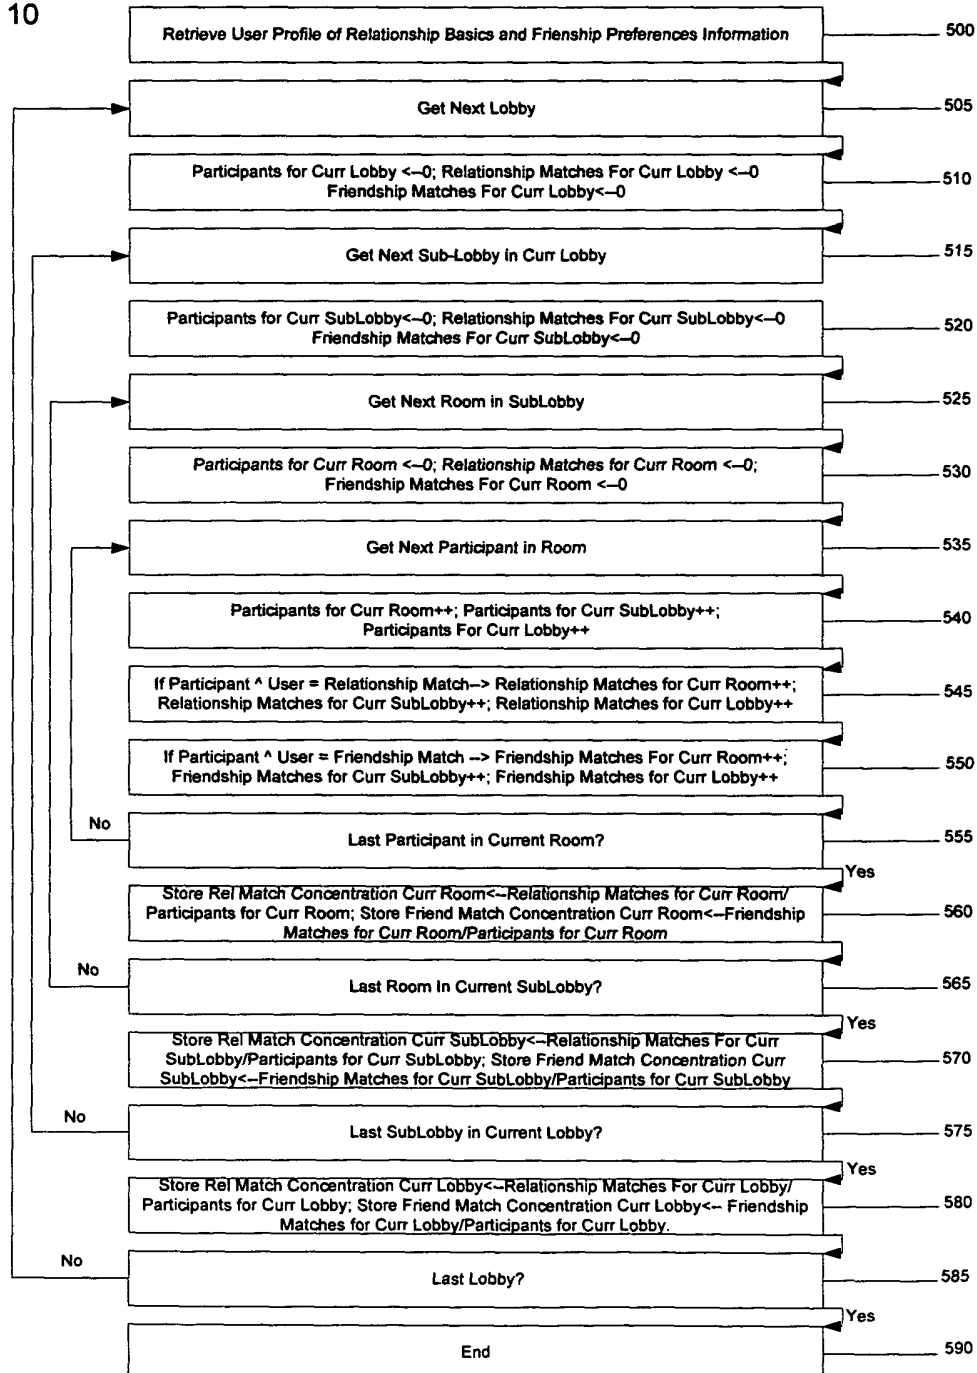 10
Retrieve User Profile of Relationship Basics and Frienship Preferences Information
500
Get Next Lobby
505
Participants for Curr Lobby <--0; Relationship Matches For Curr Lobby <--0
Friendship Matches For Curr Lobby<--0
510
Get Next Sub-Lobby in Curr Lobby
515
Participants for Curr SubLobby<--0; Relationship Matches For Curr SubLobby<--0
Friendship Matches For Curr SubLobby<--0
520
Get Next Room in SubLobby
525
Participants for Curr Room <--0; Relationship Matches for Curr Room <--0;
Friendship Matches For Curr Room <--0
530
Get Next Participant in Room
535
Participants for Curr Room++; Participants for Curr SubLobby++;
Participants For Curr Lobby++
540
If Participant ^ User = Relationship Match--> Relationship Matches for Curr Room++;
Relationship Matches for Curr SubLobby++; Relationship Matches for Curr Lobby++
545
If Participant ^ User = Friendship Match --> Friendship Matches For Curr Room++;
Friendship Matches for Curr SubLobby++; Friendship Matches for Curr Lobby++
550
No
Last Participant in Current Room?
555
Yes
Store Rel Match Concentration Curr Room<--Relationship Matches for Curr Room/
Participants for Curr Room; Store Friend Match Concentration Curr Room<--Friendship
Matches for Curr Room/Participants for Curr Room
560
No
Last Room In Current SubLobby?
565
Yes
Store Rel Match Concentration Curr SubLobby<--Relationship Matches For Curr
SubLobby/Participants for Curr SubLobby; Store Friend Match Concentration Curr
SubLobby<--Friendship Matches for Curr SubLobby/Participants for Curr SubLobby
570
No
Last SubLobby in Current Lobby?
575
Yes
Store Rel Match Concentration Curr Lobby<--Relationship Matches For Curr Lobby/
Participants for Curr Lobby; Store Friend Match Concentration Curr Lobby<-- Friendship
Matches for Curr Lobby/Participants for Curr Lobby.
580
No
Last Lobby?
585
Yes
End
590